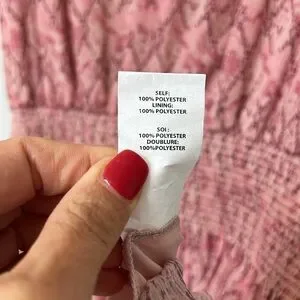 SELF:
100% POLYESTER
LINING:
100% POLYESTER
SOI :
100% POLYESTER
DOUBLURE:
100%POLYESTER